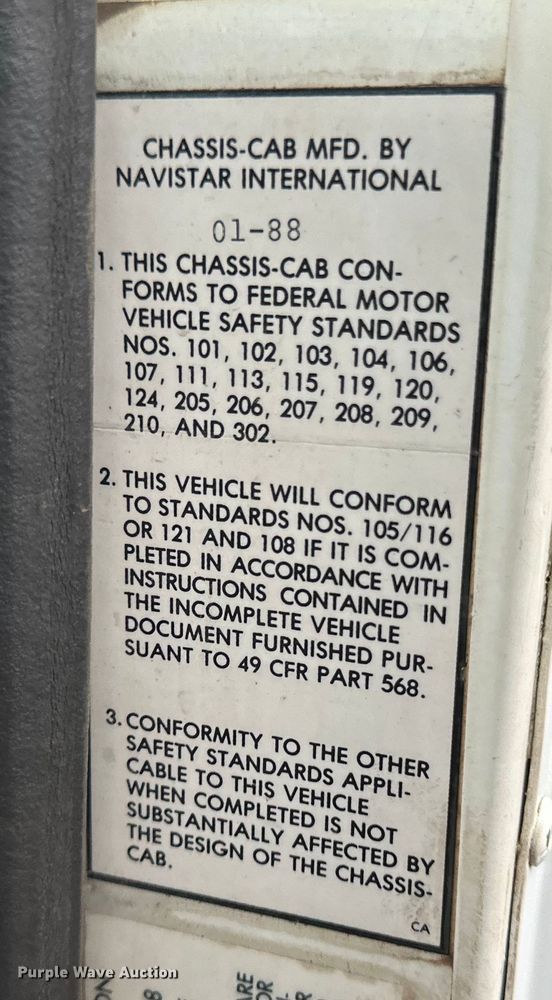 CHASSIS-CAB MFD. BY
NAVISTAR INTERNATIONAL
01-88
1. THIS CHASSIS-CAB CON-
FORMS TO FEDERAL MOTOR
VEHICLE SAFETY STANDARDS
NOS. 101, 102, 103, 104, 106,
107, 111, 113, 115, 119, 120,
124, 205, 206, 207, 208, 209,
210, AND 302.
2. THIS VEHICLE WILL CONFORM
TO STANDARDS NOS. 105/116
OR 121 AND 108 IF IT IS COM-
PLETED IN ACCORDANCE WITH
INSTRUCTIONS CONTAINED IN
THE INCOMPLETE VEHICLE
DOCUMENT FURNISHED PUR-
SUANT TO 49 CFR PART 568.
3. CONFORMITY TO THE OTHER
SAFETY STANDARDS APPLI-
CABLE TO THIS VEHICLE
WHEN COMPLETED IS NOT
SUBSTANTIALLY AFFECTED BY
THE DESIGN OF THE CHASSIS-
CAB.
CA
Purple Wave Auction